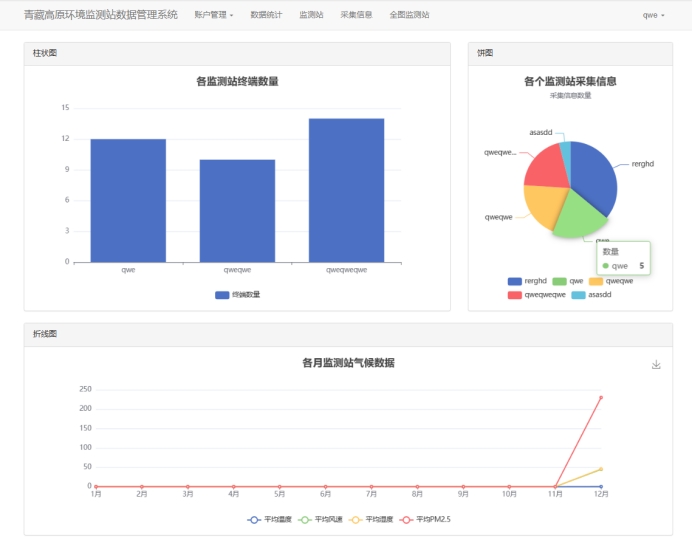 青藏高原环境监测站数据管理系统 账户管理 数据统计 监测站 采集信息 全图监测站 qwe
柱状图
各监测站终端数量
15
12
9
6
3
0
qwe qweqwe qweqweqwe
终端数量
饼图
各个监测站采集信息
采集信息数量
asasdd
qweqwe...
rerghd
qweqwe
qwe
数量
qwe 5
rerghd qwe qweqwe
qweqweqwe asasdd
折线图
各月监测站气候数据
250
200
150
100
50
0
1月 2月 3月 4月 5月 6月 7月 8月 9月 10月 11月 12月
平均温度 平均风速 平均湿度 平均PM2.5